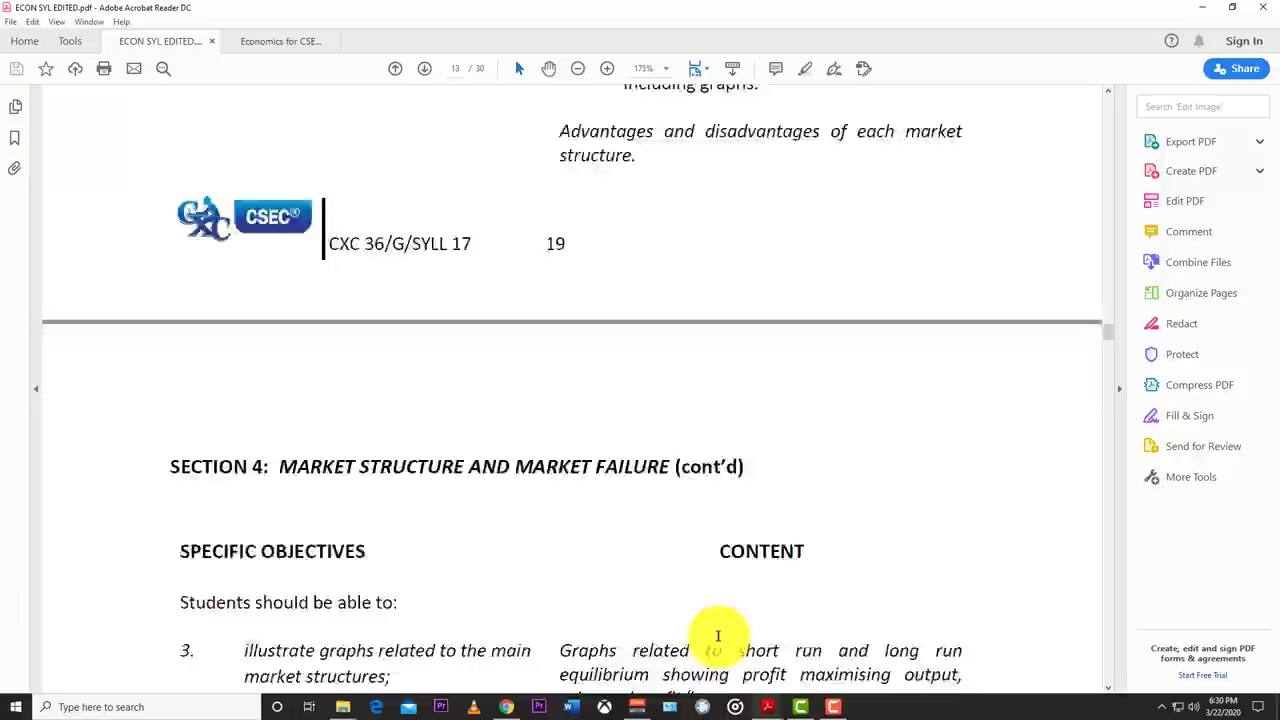 ECON SYL EDITED.pdf - Adobe Acrobat Reader DC
File Edit View Window Help
Home Tools ECON SYL EDITED.... × Economics for CSE... Sign In
13 / 30 175% Share
including graphs.
Advantages and disadvantages of each market
structure.
CXC CSEC®
CXC 36/G/SYLL 17 19
SECTION 4: MARKET STRUCTURE AND MARKET FAILURE (cont'd)
SPECIFIC OBJECTIVES CONTENT
Students should be able to:
3. illustrate graphs related to the main
market structures;
Graphs related to short run and long run
equilibrium showing profit maximising output,
Search 'Edit Image'
Export PDF
Create PDF
Edit PDF
Comment
Combine Files
Organize Pages
Redact
Protect
Compress PDF
Fill & Sign
Send for Review
More Tools
Create, edit and sign PDF
forms & agreements
Start Free Trial
Type here to search
6:30 PM
3/22/2020